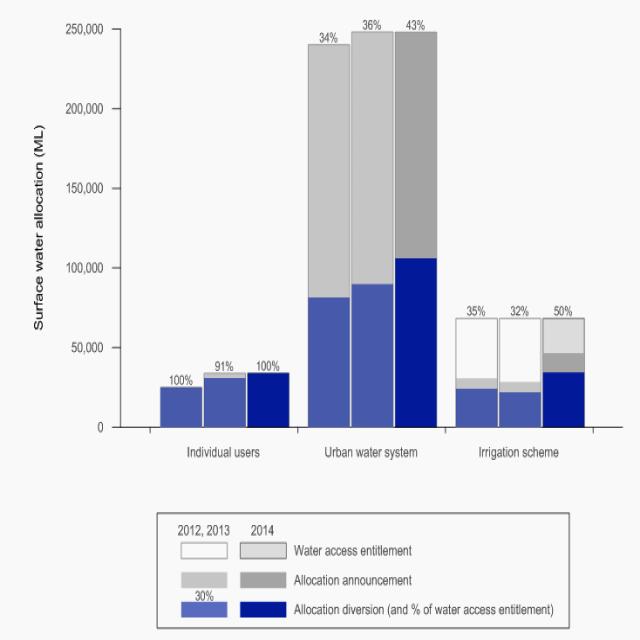 250,000
200,000
150,000
100,000
50,000
0
Surface water allocation (ML)
100%
91%
100%
34%
36%
43%
35%
32%
50%
Individual users
Urban water system
Irrigation scheme
2012, 2013 2014
Water access entitlement
Allocation announcement
30%
Allocation diversion (and % of water access entitlement)